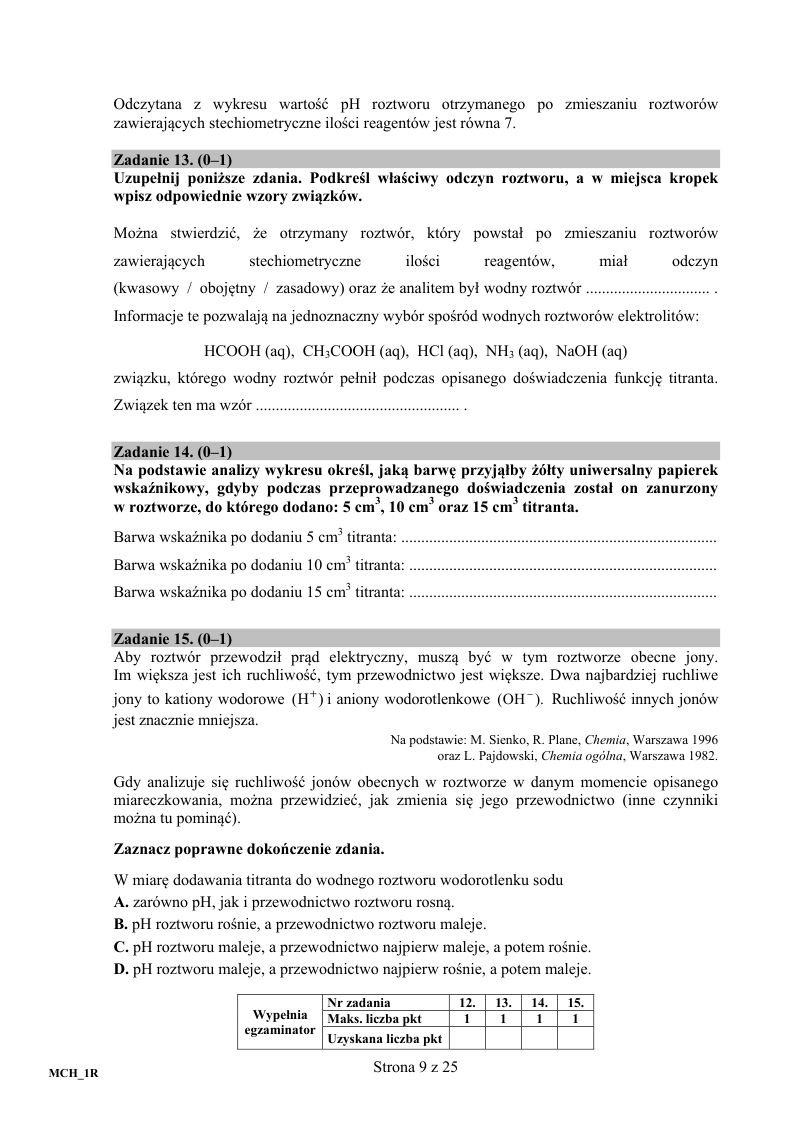 Odczytana z wykresu wartość pH roztworu otrzymanego po zmieszaniu roztworów
zawierających stechiometryczne ilości reagentów jest równa 7.
Zadanie 13. (0–1)
Uzupełnij poniższe zdania. Podkreśl właściwy odczyn roztworu, a w miejsca kropek
wpisz odpowiednie wzory związków.
Można stwierdzić, że otrzymany roztwór, który powstał po zmieszaniu roztworów
zawierających stechiometryczne ilości reagentów, miał odczyn
(kwasowy / obojętny / zasadowy) oraz że analitem był wodny roztwór ............................... .
Informacje te pozwalają na jednoznaczny wybór spośród wodnych roztworów elektrolitów:
HCOOH (aq), CH₃COOH (aq), HCl (aq), NH₃ (aq), NaOH (aq)
związku, którego wodny roztwór pełnił podczas opisanego doświadczenia funkcję titranta.
Związek ten ma wzór ................................................... .
Zadanie 14. (0–1)
Na podstawie analizy wykresu określ, jaką barwę przyjąłby żółty uniwersalny papierek
wskaźnikowy, gdyby podczas przeprowadzanego doświadczenia został on zanurzony
w roztworze, do którego dodano: 5 cm³, 10 cm³ oraz 15 cm³ titranta.
Barwa wskaźnika po dodaniu 5 cm³ titranta: ...............................................................................
Barwa wskaźnika po dodaniu 10 cm³ titranta: .............................................................................
Barwa wskaźnika po dodaniu 15 cm³ titranta: .............................................................................
Zadanie 15. (0–1)
Aby roztwór przewodził prąd elektryczny, muszą być w tym roztworze obecne jony.
Im większa jest ich ruchliwość, tym przewodnictwo jest większe. Dwa najbardziej ruchliwe
jony to kationy wodorowe (H⁺) i aniony wodorotlenkowe (OH⁻). Ruchliwość innych jonów
jest znacznie mniejsza.
Na podstawie: M. Sienko, R. Plane, Chemia, Warszawa 1996
oraz L. Pajdowski, Chemia ogólna, Warszawa 1982.
Gdy analizuje się ruchliwość jonów obecnych w roztworze w danym momencie opisanego
miareczkowania, można przewidzieć, jak zmienia się jego przewodnictwo (inne czynniki
można tu pominąć).
Zaznacz poprawne dokończenie zdania.
W miarę dodawania titranta do wodnego roztworu wodorotlenku sodu
A. zarówno pH, jak i przewodnictwo roztworu rosną.
B. pH roztworu rośnie, a przewodnictwo roztworu maleje.
C. pH roztworu maleje, a przewodnictwo najpierw maleje, a potem rośnie.
D. pH roztworu maleje, a przewodnictwo najpierw rośnie, a potem maleje.
Wypełnia egzaminator Nr zadania 12. 13. 14. 15.
Maks. liczba pkt 1 1 1 1
Uzyskana liczba pkt
MCH_1R
Strona 9 z 25